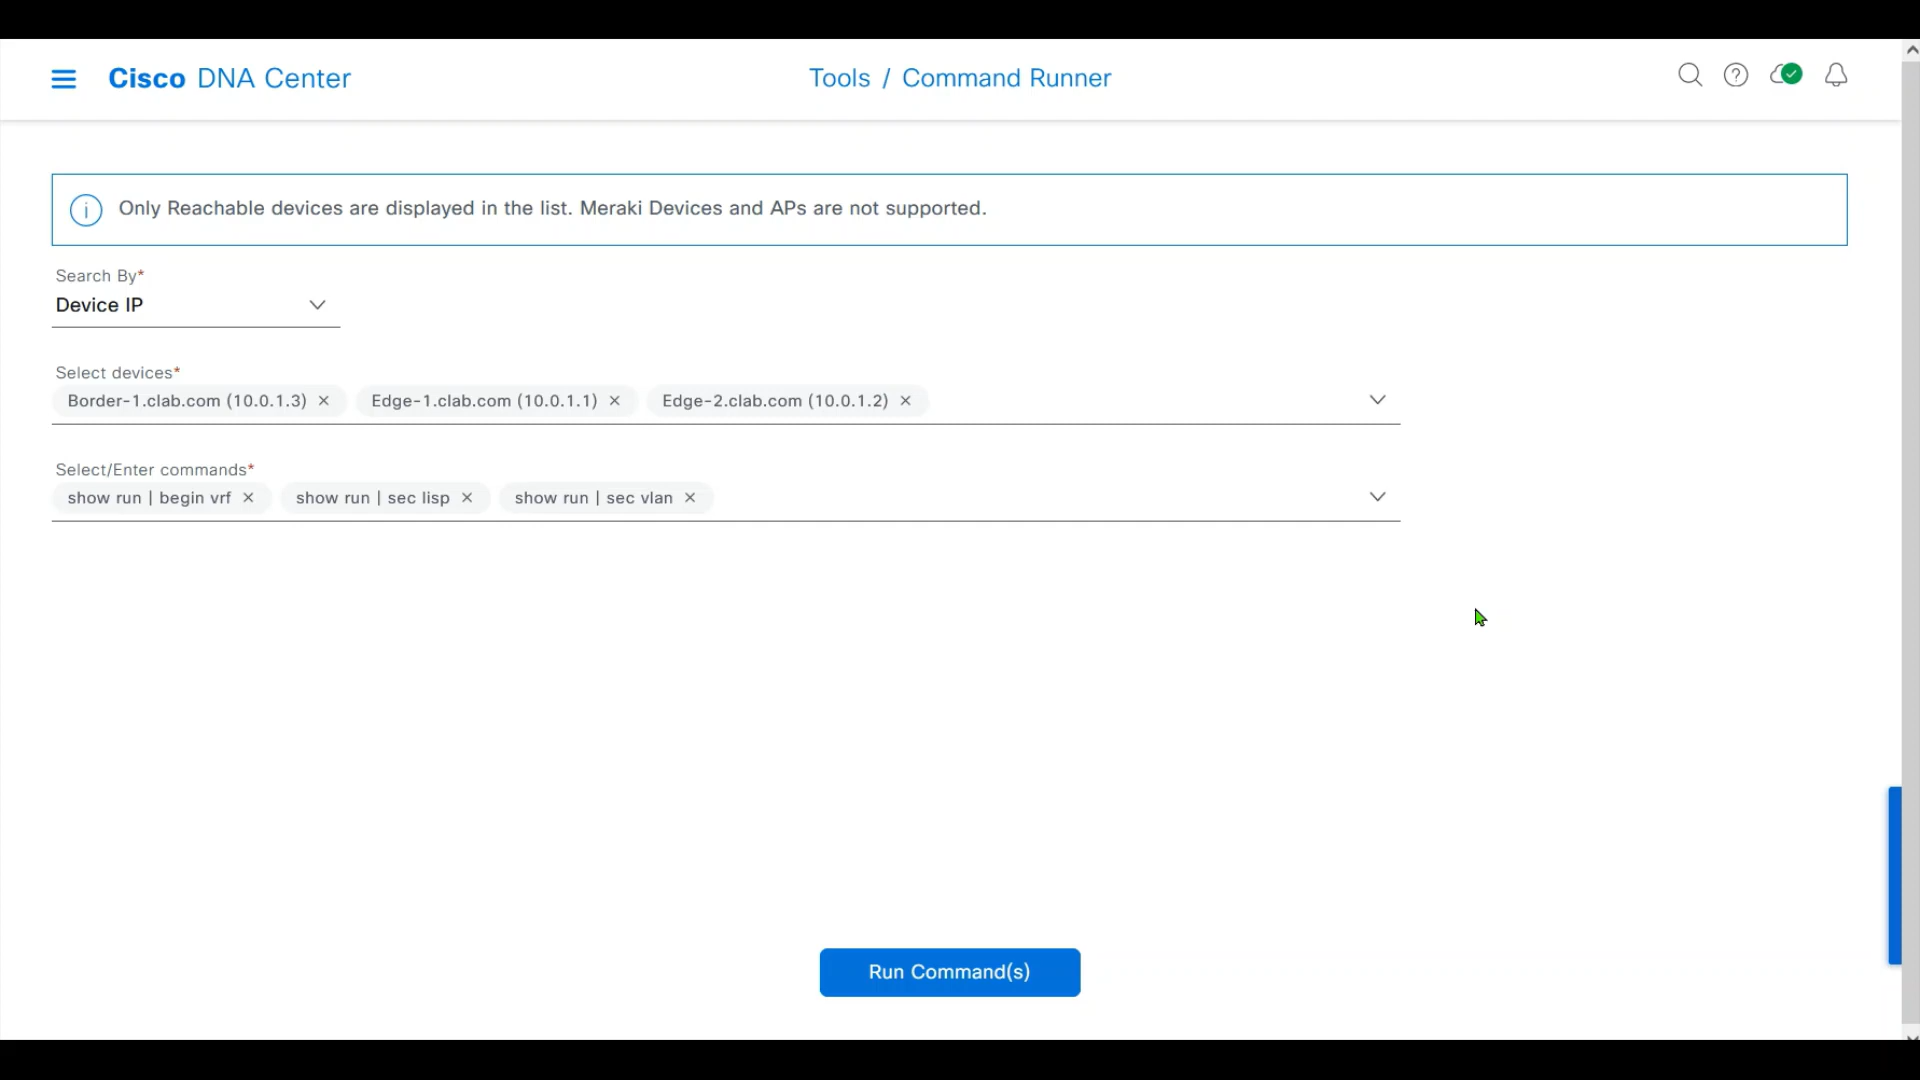 Cisco DNA Center
Tools / Command Runner
Only Reachable devices are displayed in the list. Meraki Devices and APs are not supported.
Search By*
Device IP
Select devices*
Border-1.clab.com (10.0.1.3) × Edge-1.clab.com (10.0.1.1) × Edge-2.clab.com (10.0.1.2) ×
Select/Enter commands*
show run | begin vrf × show run | sec lisp × show run | sec vlan ×
Run Command(s)